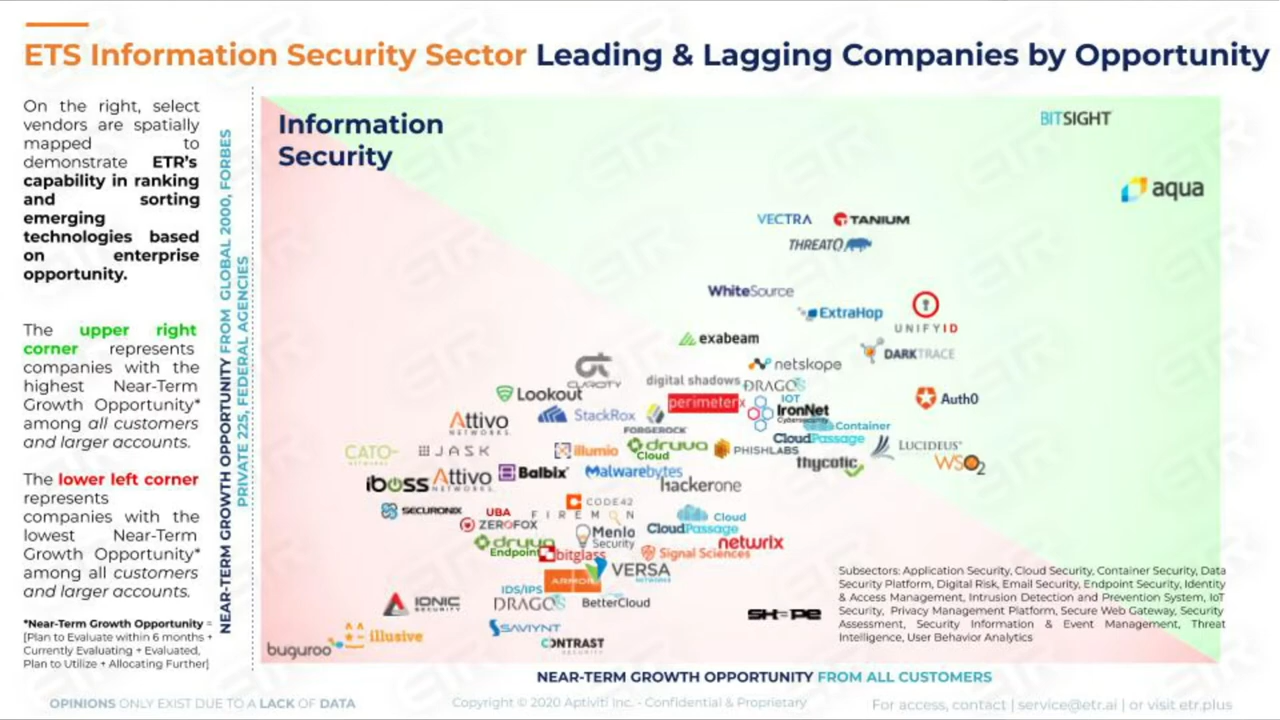 ETS Information Security Sector Leading & Lagging Companies by Opportunity
On the right, select
vendors are spatially
mapped to
demonstrate ETR's
capability in ranking
and sorting
emerging
technologies based
on enterprise
opportunity.
The upper right
corner represents
companies with the
highest Near-Term
Growth Opportunity*
among all customers
and larger accounts.
The lower left corner
represents
companies with the
lowest Near-Term
Growth Opportunity*
among all customers
and larger accounts.
*Near-Term Growth Opportunity =
[Plan to Evaluate within 6 months +
Currently Evaluating + Evaluated,
Plan to Utilize + Allocating Further]
NEAR-TERM GROWTH OPPORTUNITY FROM GLOBAL 2000, FORBES
PRIVATE 225, FEDERAL AGENCIES
Information
Security
BITSIGHT
aqua
VECTRA TANIUM
THREATQ
WhiteSource
ExtraHop
UNIFYID
exabeam
DARKTRACE
netskope
CLAROTY
digital shadows
DRAGOS
IOT
Lookout
perimeterx
Auth0
IronNet
Cybersecurity
StackRox
Attivo
NETWORKS
FORGEROCK
Container
CloudPassage
CATO
NETWORKS
JASK
illumio
druva
Cloud
PHISHLABS
LUCIDEUS
thycotic
WSO2
iboss
Attivo
NETWORKS
Balbix
Malwarebytes
hackerone
CODE42
SECURONIX
UBA
FIREMON
ZEROFOX
Cloud
CloudPassage
Menlo
Security
druva
Endpoint
bitglass
Signal Sciences
netwrix
VERSA
NETWORKS
ARMOR
IDS/IPS
DRAGOS
BetterCloud
IONIC
SECURITY
SHAPE
SAVIYNT
illusive
CONTRAST
SECURITY
buguroo
Subsectors: Application Security, Cloud Security, Container Security, Data
Security Platform, Digital Risk, Email Security, Endpoint Security, Identity
& Access Management, Intrusion Detection and Prevention System, IoT
Security, Privacy Management Platform, Secure Web Gateway, Security
Assessment, Security Information & Event Management, Threat
Intelligence, User Behavior Analytics
NEAR-TERM GROWTH OPPORTUNITY FROM ALL CUSTOMERS
OPINIONS ONLY EXIST DUE TO A LACK OF DATA
Copyright © 2020 Aptiviti Inc. - Confidential & Proprietary
For access, contact | service@etr.ai | or visit etr.plus